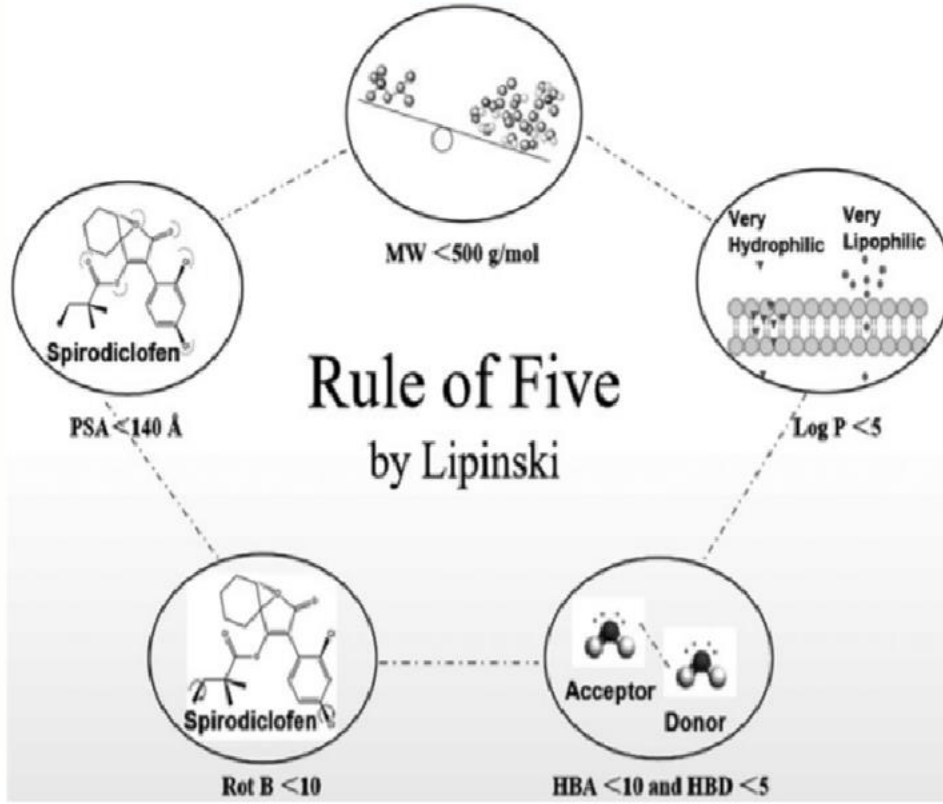 MW <500 g/mol
Very
Hydrophilic
Very
Lipophilic
Log P <5
Spirodiclofen
PSA <140 Å
Rule of Five
by Lipinski
Spirodiclofen
Rot B <10
Acceptor
Donor
HBA <10 and HBD <5